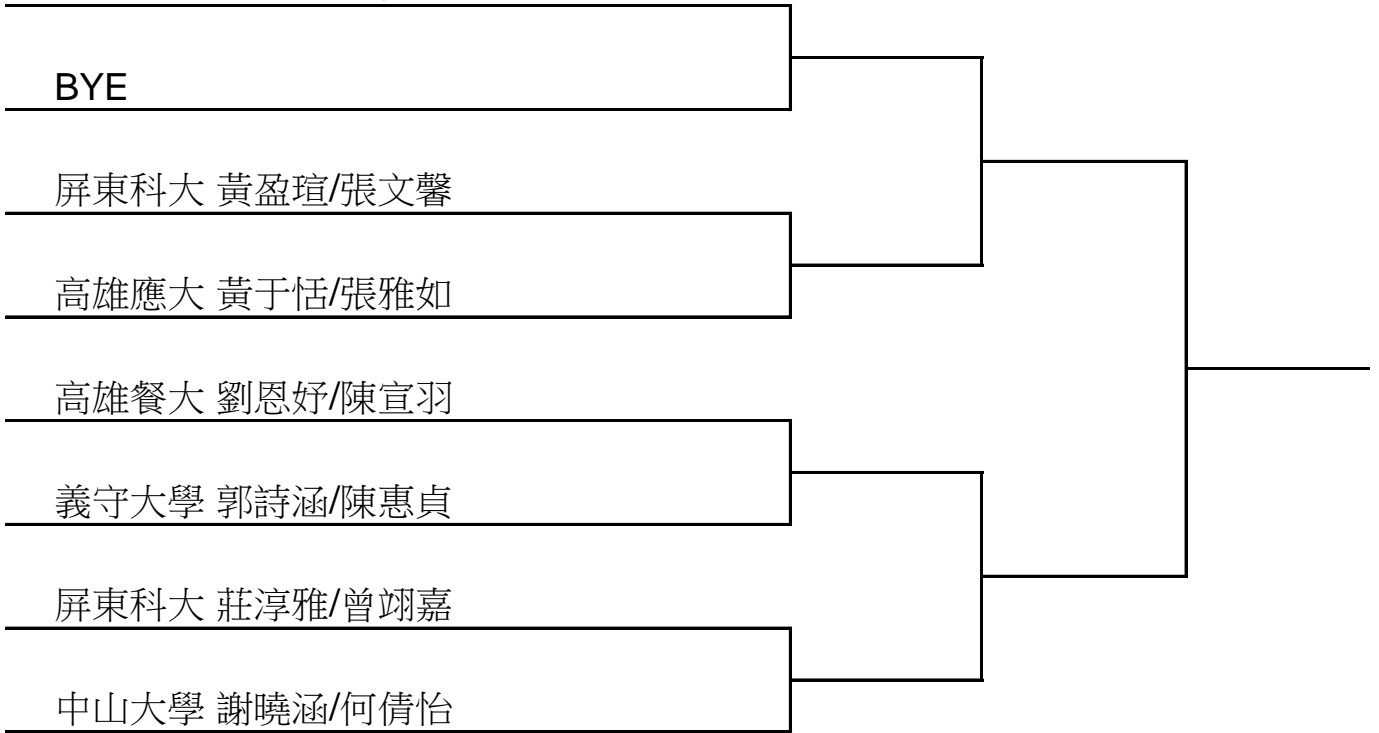 BYE
屏東科大 黃盈瑄/張文馨
高雄應大 黃于恬/張雅如
高雄餐大 劉恩妤/陳宣羽
義守大學 郭詩涵/陳惠貞
屏東科大 莊淳雅/曾翊嘉
中山大學 謝曉涵/何倩怡